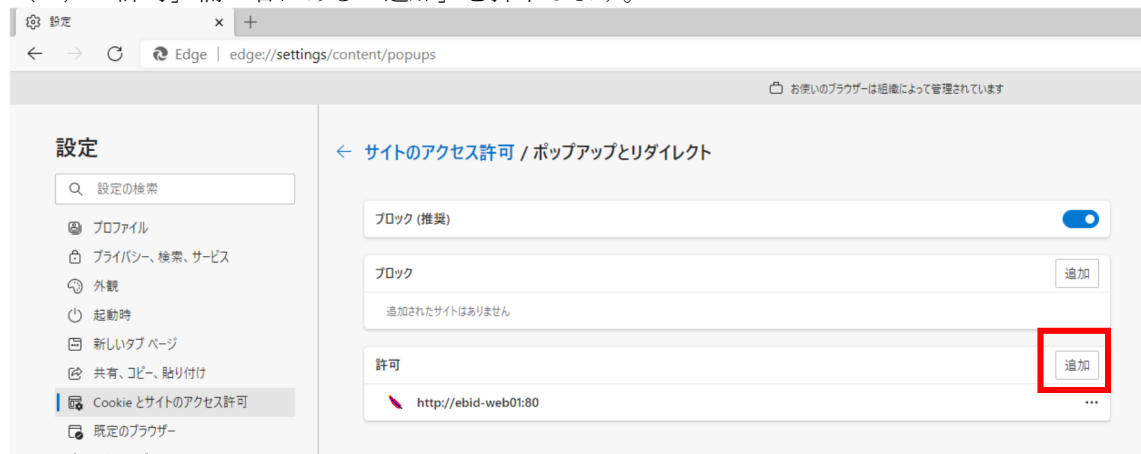 設定
Edge | edge://settings/content/popups
お使いのブラウザーは組織によって管理されています
設定
設定の検索
プロファイル
プライバシー、検索、サービス
外観
起動時
新しいタブ ページ
共有、コピー、貼り付け
Cookie とサイトのアクセス許可
既定のブラウザー
サイトのアクセス許可 / ポップアップとリダイレクト
ブロック (推奨)
ブロック
追加
追加されたサイトはありません
許可
追加
http://ebid-web01:80